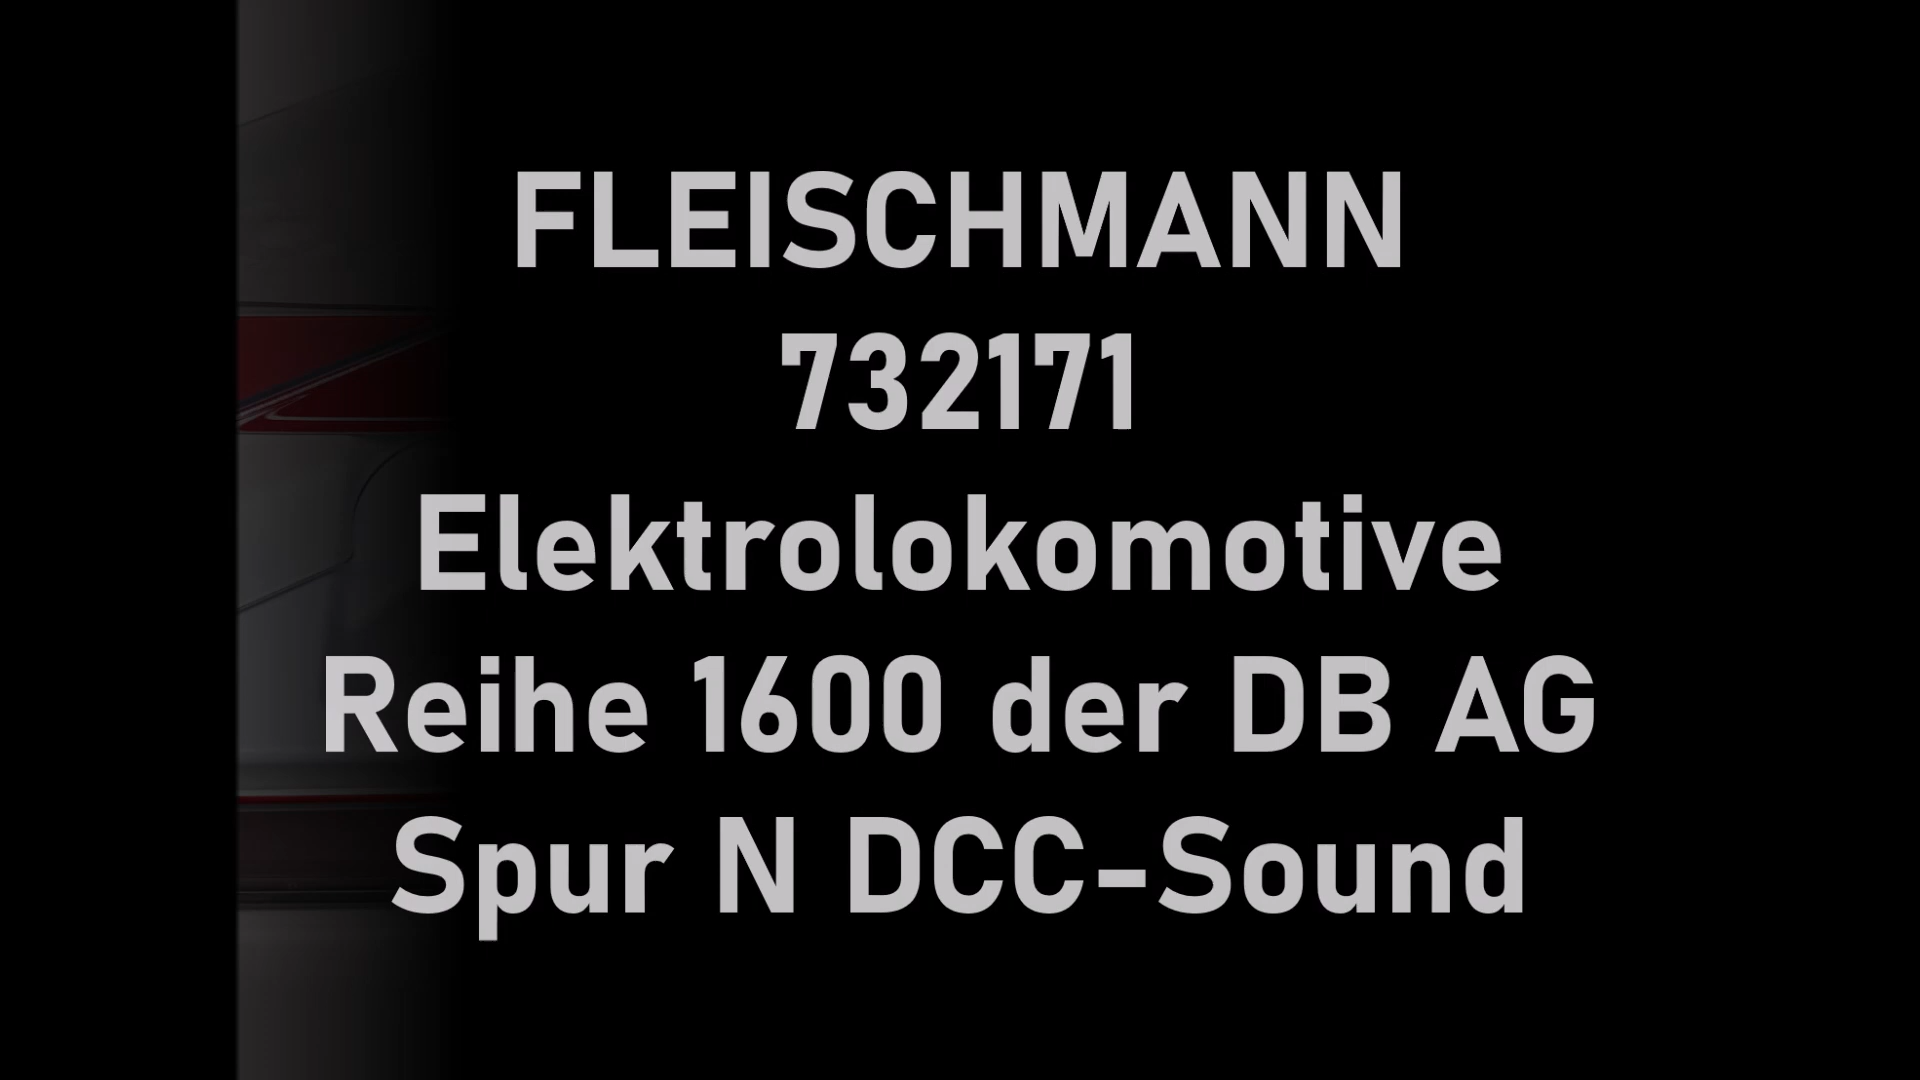 FLEISCHMANN
732171
Elektrolokomotive
Reihe 1600 der DB AG
Spur N DCC-Sound